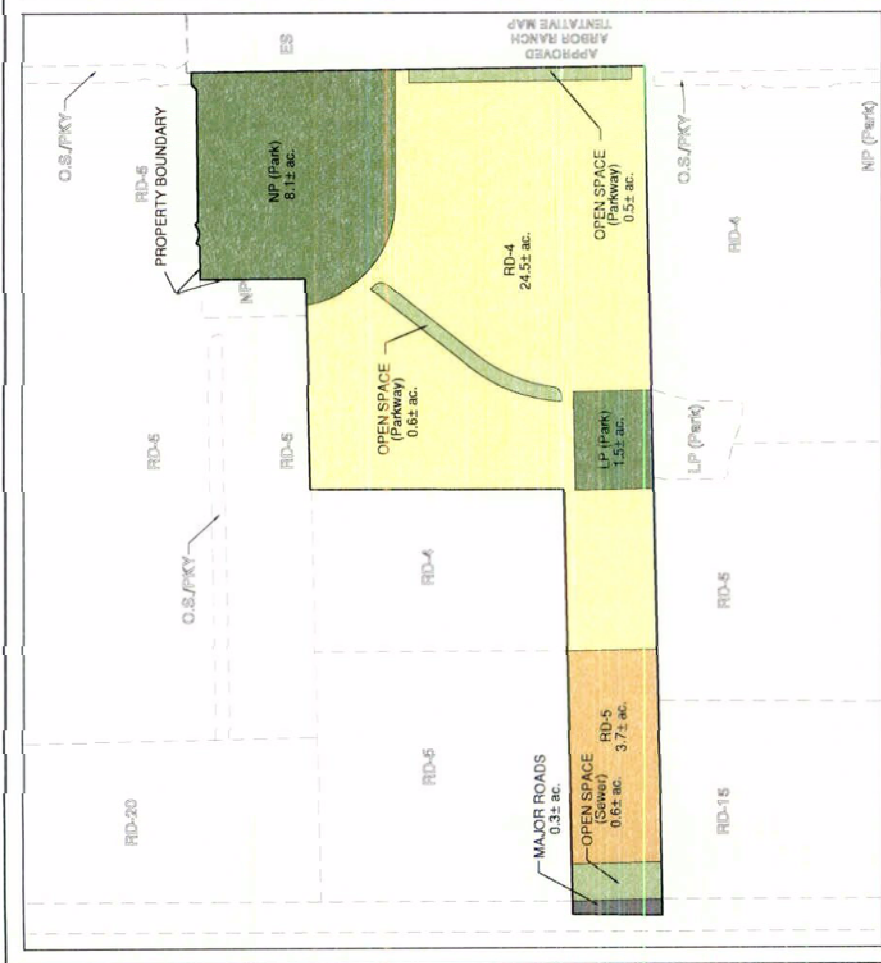 O.S./PKY
RD-5
PROPERTY BOUNDARY
RD-5
O.S./PKY
RD-20
ES
NP (Park)
8.1± ac.
NP
RD-5
OPEN SPACE
(Parkway)
0.6± ac.
RD-4
RD-5
APPROVED
ARBOR RANCH
TENTATIVE MAP
RD-4
24.5± ac.
OPEN SPACE
(Parkway)
0.5± ac.
LP (Park)
1.5± ac.
RD-5
3.7± ac.
MAJOR ROADS
0.3± ac.
OPEN SPACE
(Sewer)
0.6± ac.
O.S./PKY
RD-4
LP (Park)
RD-5
RD-15
NP (Park)